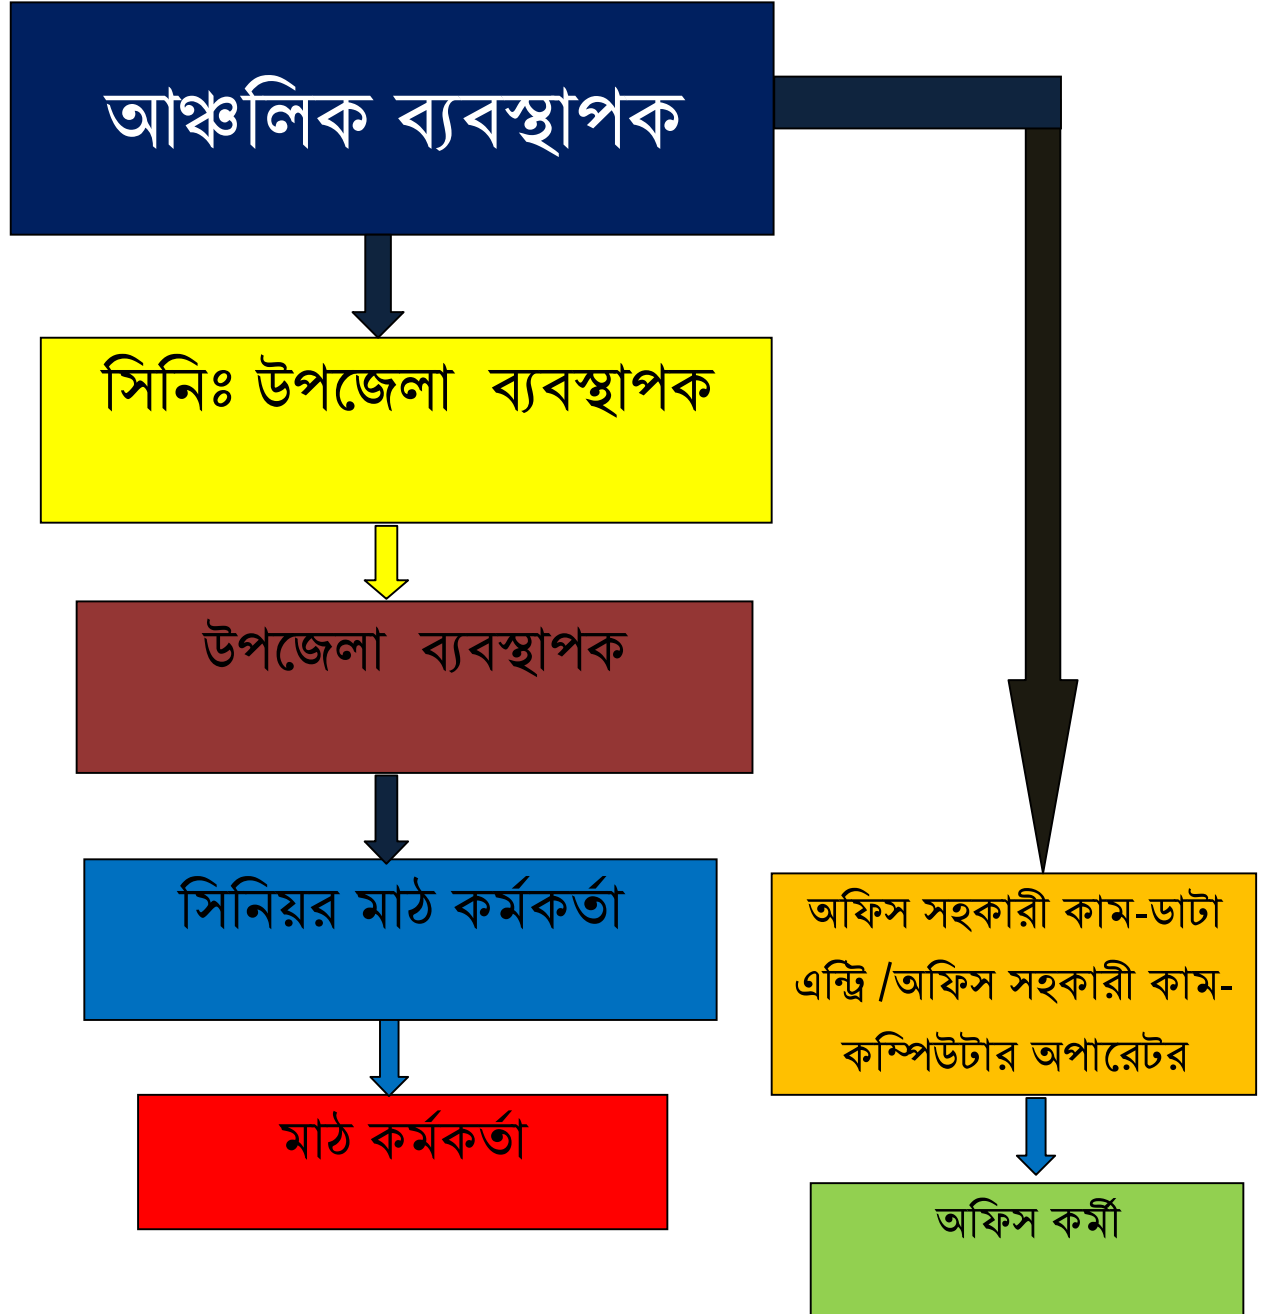 আঞ্চলিক ব্যবস্থাপক
সিনিঃ উপজেলা ব্যবস্থাপক
উপজেলা ব্যবস্থাপক
সিনিয়র মাঠ কর্মকর্তা
মাঠ কর্মকর্তা
অফিস সহকারী কাম-ডাটা
এন্ট্রি /অফিস সহকারী কাম-
কম্পিউটার অপারেটর
অফিস কর্মী